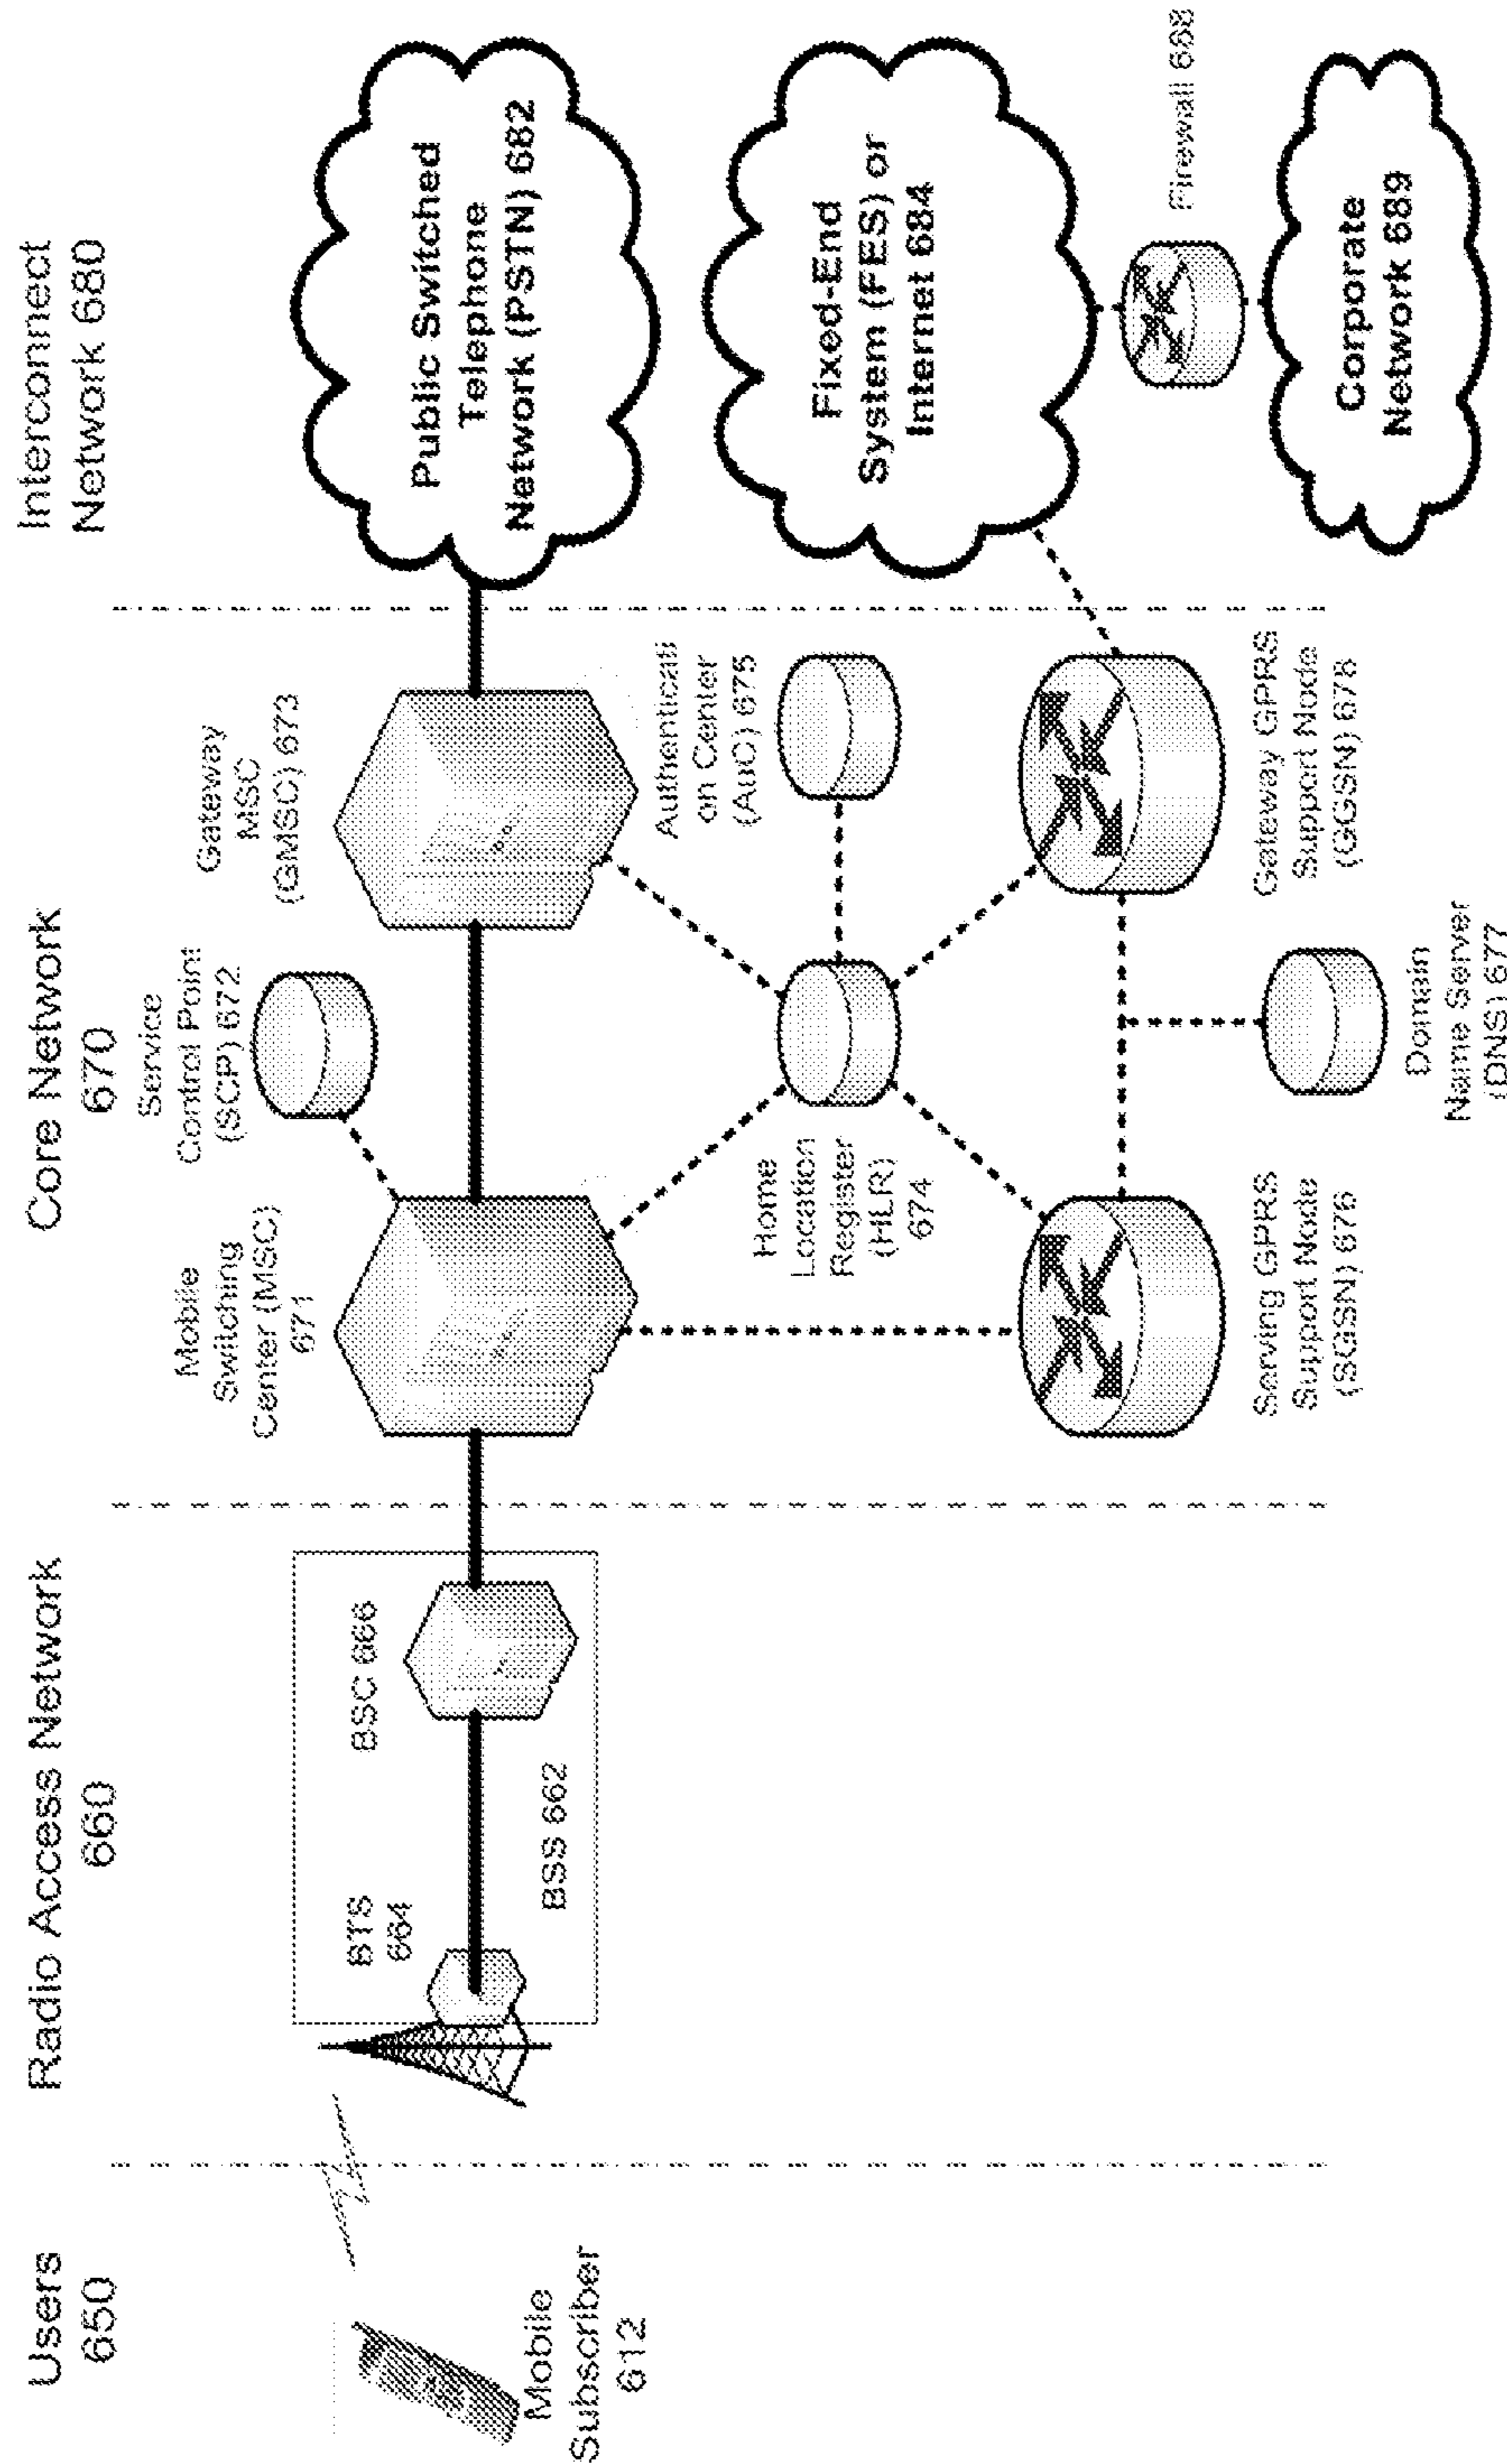 Users
650
Radio Access Network
660
Core Network
670
Interconnect
Network 680
Mobile
Subscriber
612
BTS
664
BSC 666
BSS 662
Mobile
Switching
Center (MSC)
671
Service
Control Point
(SCP) 672
Gateway
MSC
(GMSC) 673
Home
Location
Register
(HLR)
674
Authenticati
on Center
(AuC) 675
Serving GPRS
Support Node
(SGSN) 676
Domain
Name Server
(DNS) 677
Gateway GPRS
Support Node
(GGSN) 678
Public Switched
Telephone
Network (PSTN) 682
Fixed-End
System (FES) or
Internet 684
Firewall 688
Corporate
Network 689